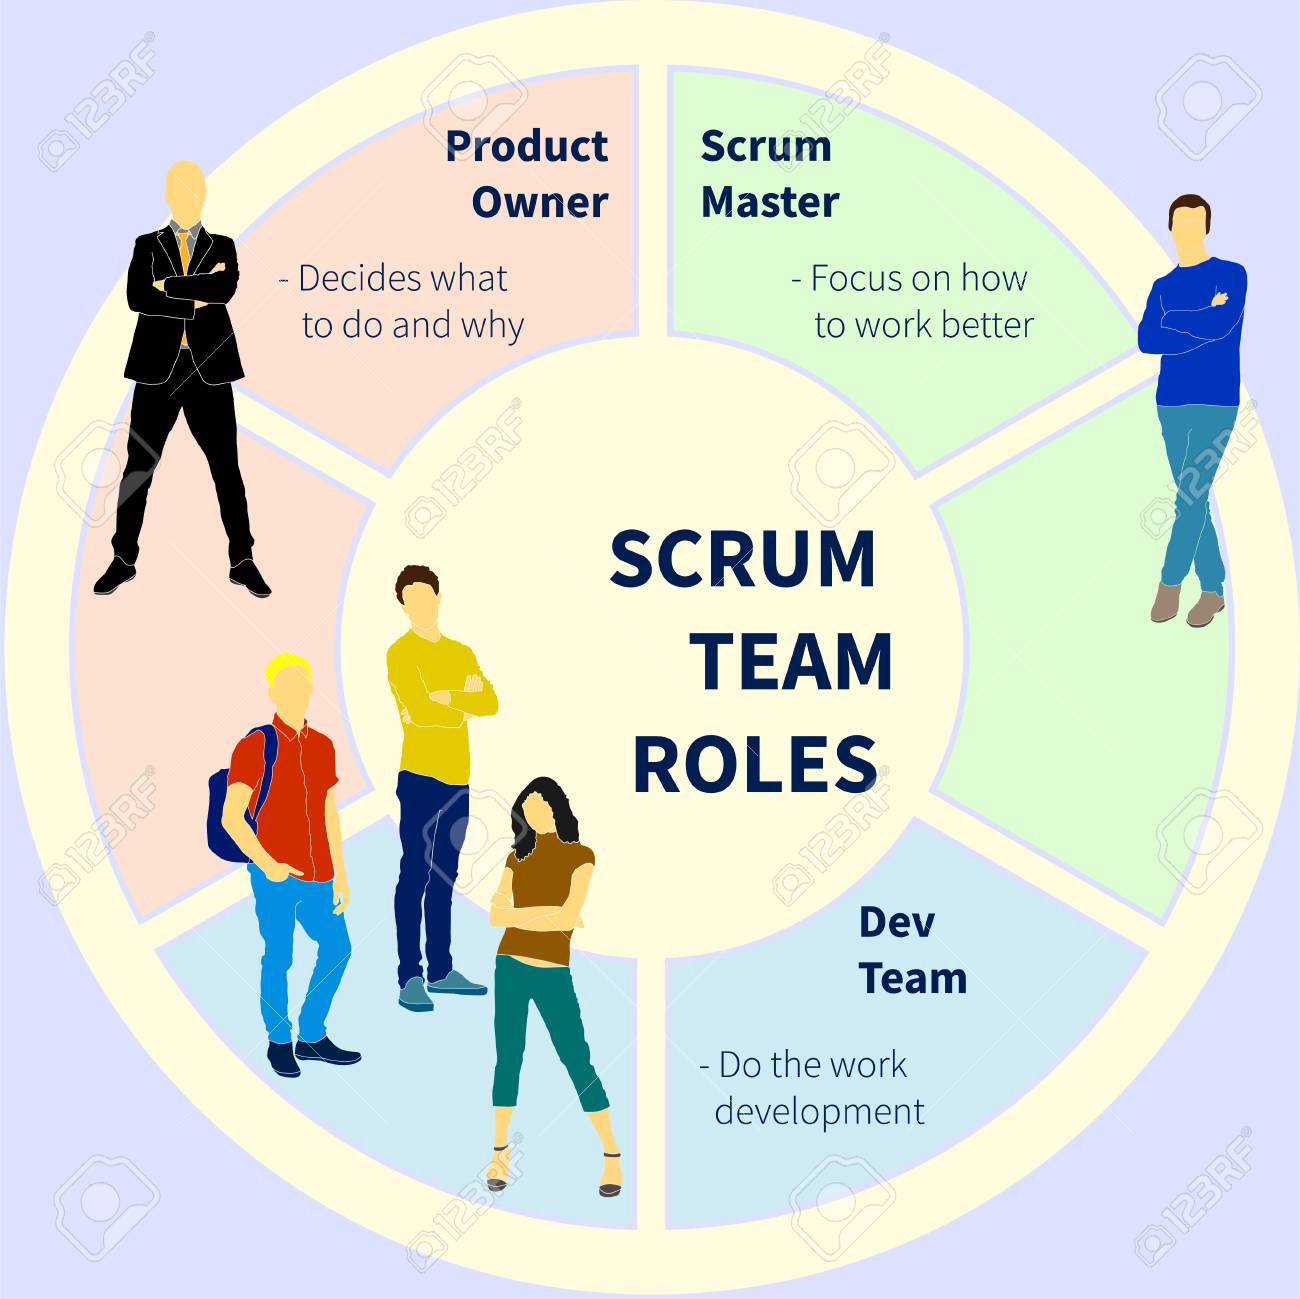 Product
Owner
- Decides what
to do and why
Scrum
Master
- Focus on how
to work better
SCRUM
TEAM
ROLES
Dev
Team
- Do the work
development
123RF